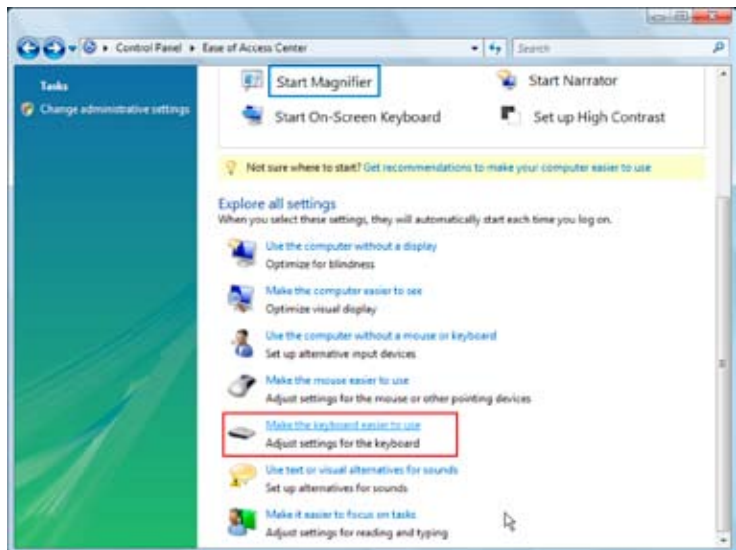 Control Panel ▸ Ease of Access Center
Search
Tasks
Change administrative settings
Start Magnifier
Start Narrator
Start On-Screen Keyboard
Set up High Contrast
Not sure where to start? Get recommendations to make your computer easier to use
Explore all settings
When you select these settings, they will automatically start each time you log on.
Use the computer without a display
Optimize for blindness
Make the computer easier to see
Optimize visual display
Use the computer without a mouse or keyboard
Set up alternative input devices
Make the mouse easier to use
Adjust settings for the mouse or other pointing devices
Make the keyboard easier to use
Adjust settings for the keyboard
Use text or visual alternatives for sounds
Set up alternatives for sounds
Make it easier to focus on tasks
Adjust settings for reading and typing